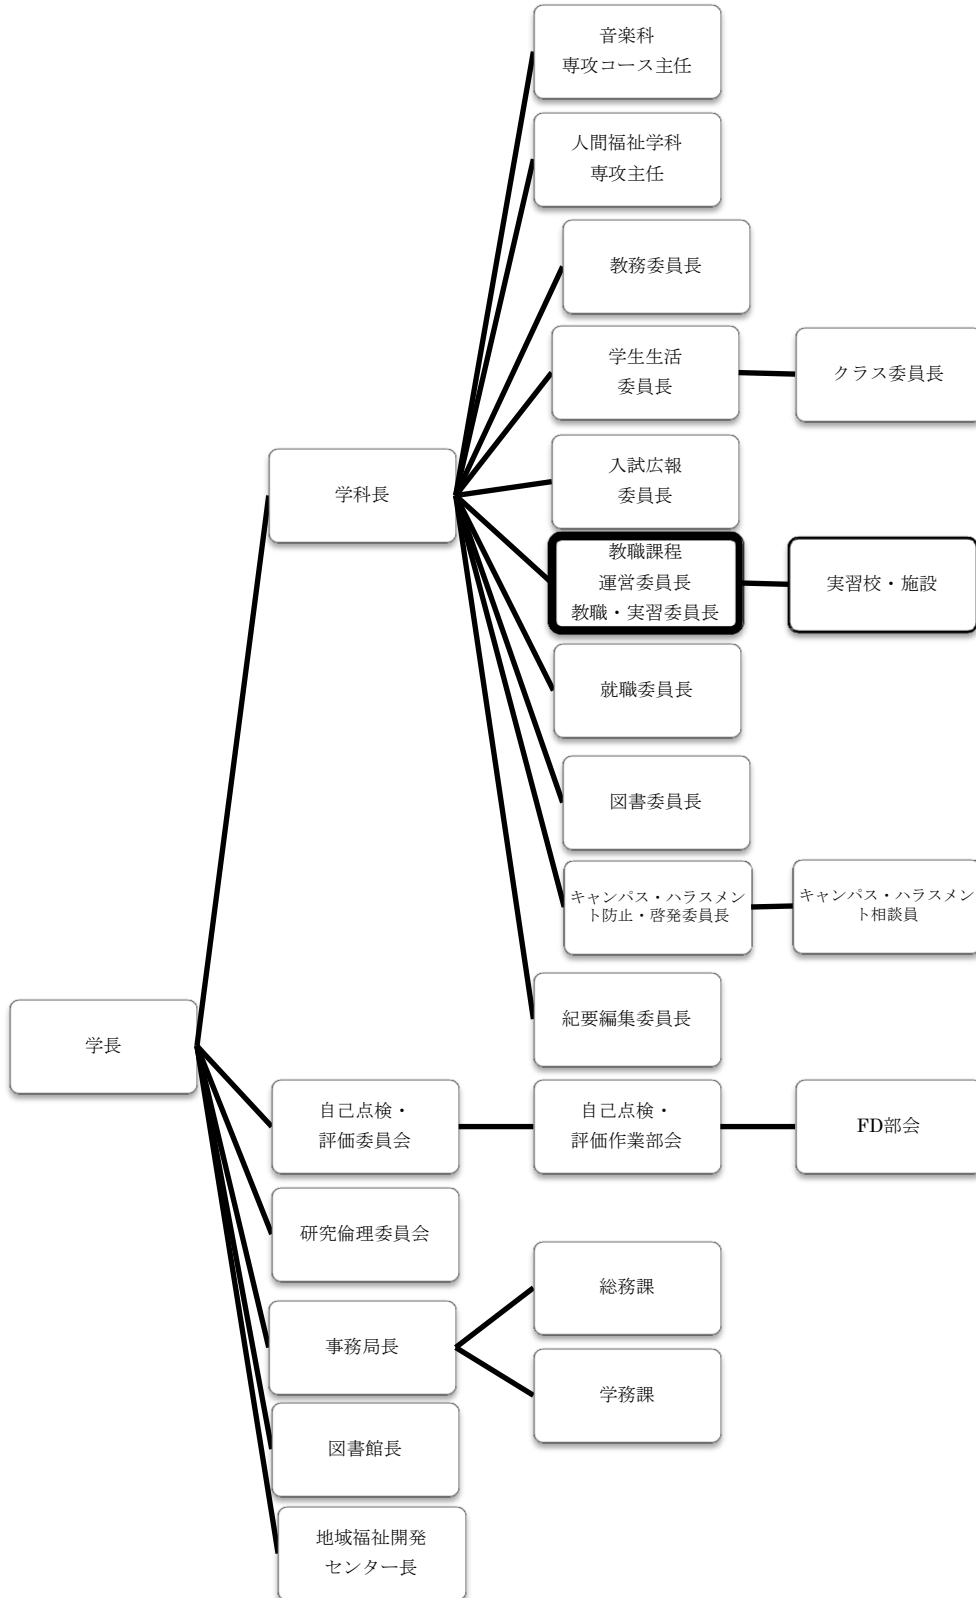 音楽科
専攻コース主任
人間福祉学科
専攻主任
教務委員長
学生生活
委員長
クラス委員長
入試広報
委員長
学科長
教職課程
運営委員長
教職・実習委員長
実習校・施設
就職委員長
図書委員長
キャンパス・ハラスメン
ト防止・啓発委員長
キャンパス・ハラスメン
ト相談員
紀要編集委員長
学長
自己点検・
評価委員会
自己点検・
評価作業部会
FD部会
研究倫理委員会
総務課
事務局長
学務課
図書館長
地域福祉開発
センター長